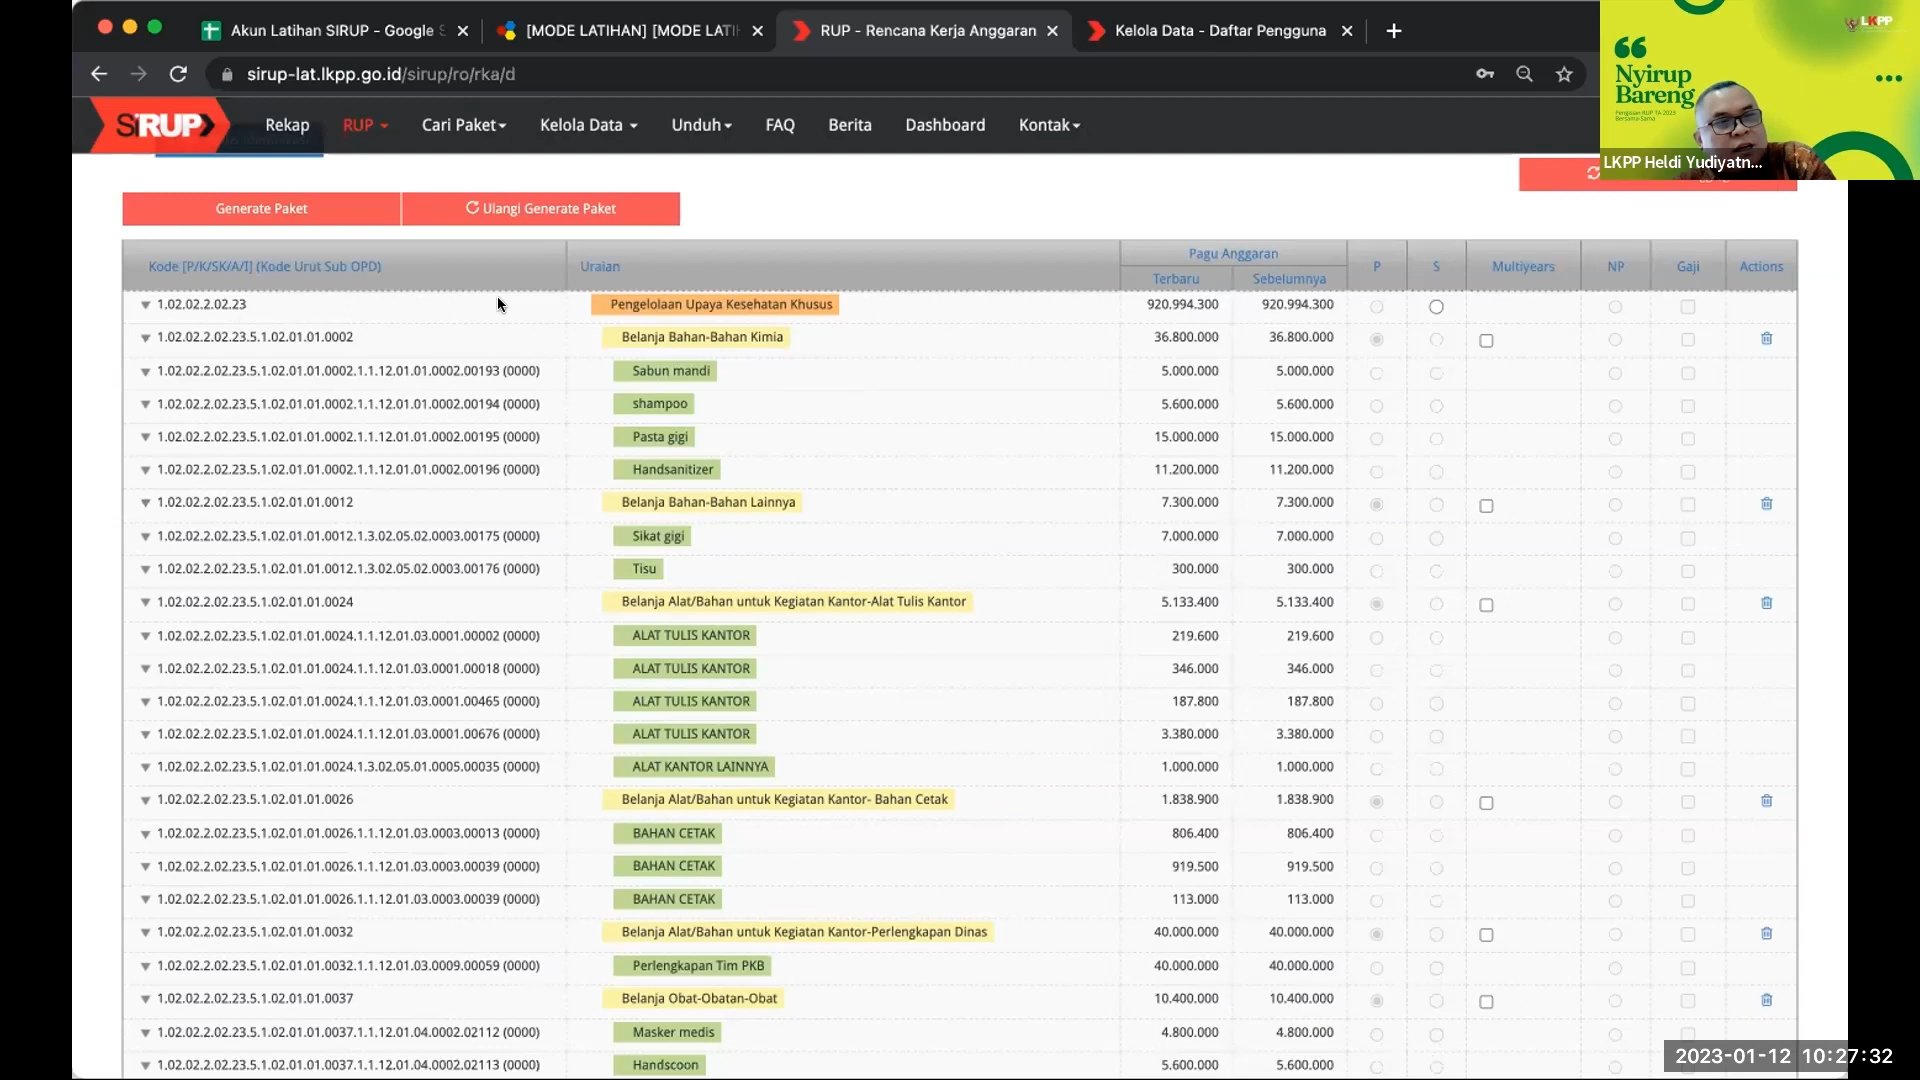 Akun Latihan SIRUP - Google S
[MODE LATIHAN] [MODE LATI
RUP - Rencana Kerja Anggaran
Kelola Data - Daftar Pengguna
sirup-lat.lkpp.go.id/sirup/ro/rka/d
SiRUP
Rekap RUP Cari Paket Kelola Data Unduh FAQ Berita Dashboard Kontak
LKPP
Nyirup
Bareng
Pengisian RUP TA 2023
Bersama-Sama
LKPP Heldi Yudiyatn...
Generate Paket Ulangi Generate Paket
Kode [P/K/SK/A/I] (Kode Urut Sub OPD) Uraian Pagu Anggaran P S Multiyears NP Gaji Actions
Terbaru Sebelumnya
1.02.02.2.02.23 Pengelolaan Upaya Kesehatan Khusus 920.994.300 920.994.300
1.02.02.2.02.23.5.1.02.01.01.0002 Belanja Bahan-Bahan Kimia 36.800.000 36.800.000
1.02.02.2.02.23.5.1.02.01.01.0002.1.1.12.01.01.0002.00193 (0000) Sabun mandi 5.000.000 5.000.000
1.02.02.2.02.23.5.1.02.01.01.0002.1.1.12.01.01.0002.00194 (0000) shampoo 5.600.000 5.600.000
1.02.02.2.02.23.5.1.02.01.01.0002.1.1.12.01.01.0002.00195 (0000) Pasta gigi 15.000.000 15.000.000
1.02.02.2.02.23.5.1.02.01.01.0002.1.1.12.01.01.0002.00196 (0000) Handsanitizer 11.200.000 11.200.000
1.02.02.2.02.23.5.1.02.01.01.0012 Belanja Bahan-Bahan Lainnya 7.300.000 7.300.000
1.02.02.2.02.23.5.1.02.01.01.0012.1.3.02.05.02.0003.00175 (0000) Sikat gigi 7.000.000 7.000.000
1.02.02.2.02.23.5.1.02.01.01.0012.1.3.02.05.02.0003.00176 (0000) Tisu 300.000 300.000
1.02.02.2.02.23.5.1.02.01.01.0024 Belanja Alat/Bahan untuk Kegiatan Kantor-Alat Tulis Kantor 5.133.400 5.133.400
1.02.02.2.02.23.5.1.02.01.01.0024.1.1.12.01.03.0001.00002 (0000) ALAT TULIS KANTOR 219.600 219.600
1.02.02.2.02.23.5.1.02.01.01.0024.1.1.12.01.03.0001.00018 (0000) ALAT TULIS KANTOR 346.000 346.000
1.02.02.2.02.23.5.1.02.01.01.0024.1.1.12.01.03.0001.00465 (0000) ALAT TULIS KANTOR 187.800 187.800
1.02.02.2.02.23.5.1.02.01.01.0024.1.1.12.01.03.0001.00676 (0000) ALAT TULIS KANTOR 3.380.000 3.380.000
1.02.02.2.02.23.5.1.02.01.01.0024.1.3.02.05.01.0005.00035 (0000) ALAT KANTOR LAINNYA 1.000.000 1.000.000
1.02.02.2.02.23.5.1.02.01.01.0026 Belanja Alat/Bahan untuk Kegiatan Kantor- Bahan Cetak 1.838.900 1.838.900
1.02.02.2.02.23.5.1.02.01.01.0026.1.1.12.01.03.0003.00013 (0000) BAHAN CETAK 806.400 806.400
1.02.02.2.02.23.5.1.02.01.01.0026.1.1.12.01.03.0003.00039 (0000) BAHAN CETAK 919.500 919.500
1.02.02.2.02.23.5.1.02.01.01.0026.1.1.12.01.03.0003.00039 (0000) BAHAN CETAK 113.000 113.000
1.02.02.2.02.23.5.1.02.01.01.0032 Belanja Alat/Bahan untuk Kegiatan Kantor-Perlengkapan Dinas 40.000.000 40.000.000
1.02.02.2.02.23.5.1.02.01.01.0032.1.1.12.01.03.0009.00059 (0000) Perlengkapan Tim PKB 40.000.000 40.000.000
1.02.02.2.02.23.5.1.02.01.01.0037 Belanja Obat-Obatan-Obat 10.400.000 10.400.000
1.02.02.2.02.23.5.1.02.01.01.0037.1.1.12.01.04.0002.02112 (0000) Masker medis 4.800.000 4.800.000
1.02.02.2.02.23.5.1.02.01.01.0037.1.1.12.01.04.0002.02113 (0000) Handscoon 5.600.000 5.600.000
2023-01-12 10:27:32